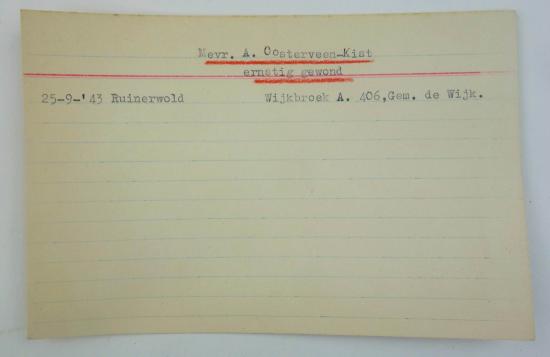 Mevr. A. Oosterveen-Kist
ernstig gewond
25-9-'43 Ruinerwold Wijkbroek A. 406,Gem. de Wijk.